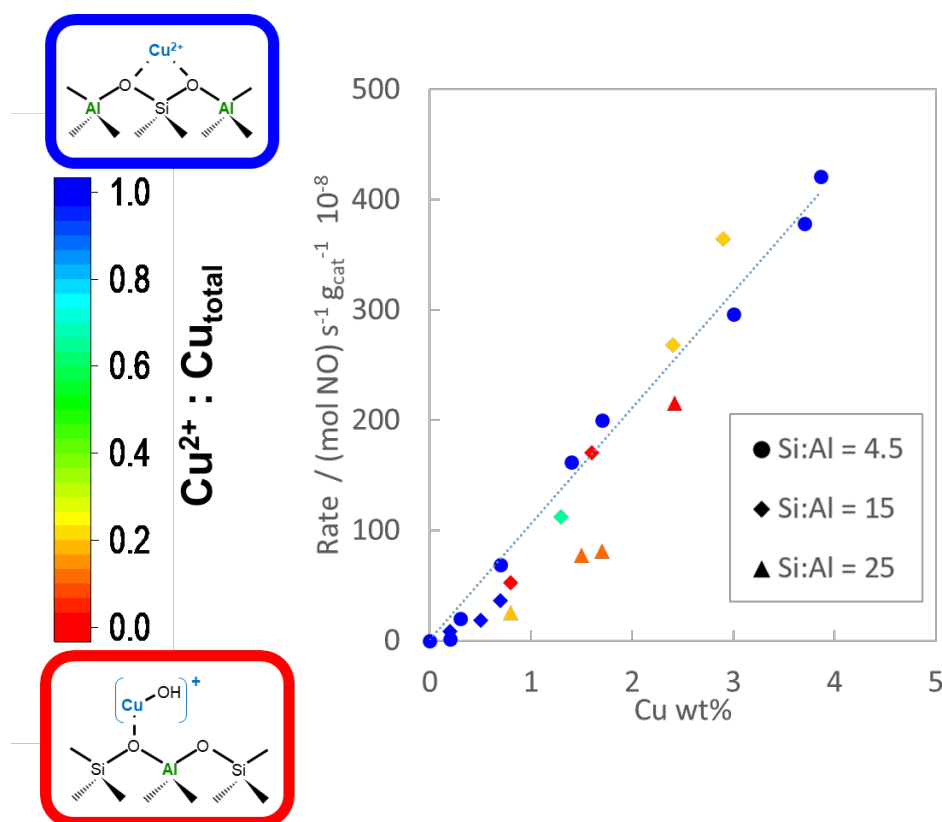 Cu²⁺
O O
Al Si Al
1.0
0.8
0.6
0.4
0.2
0.0
Cu²⁺ : Cu_total
[Cu OH]⁺
O O
Si Al Si
500
400
300
200
100
0
Rate / (mol NO) s⁻¹ g_cat⁻¹ 10⁻⁸
0 1 2 3 4 5
Cu wt%
Si:Al = 4.5
Si:Al = 15
Si:Al = 25